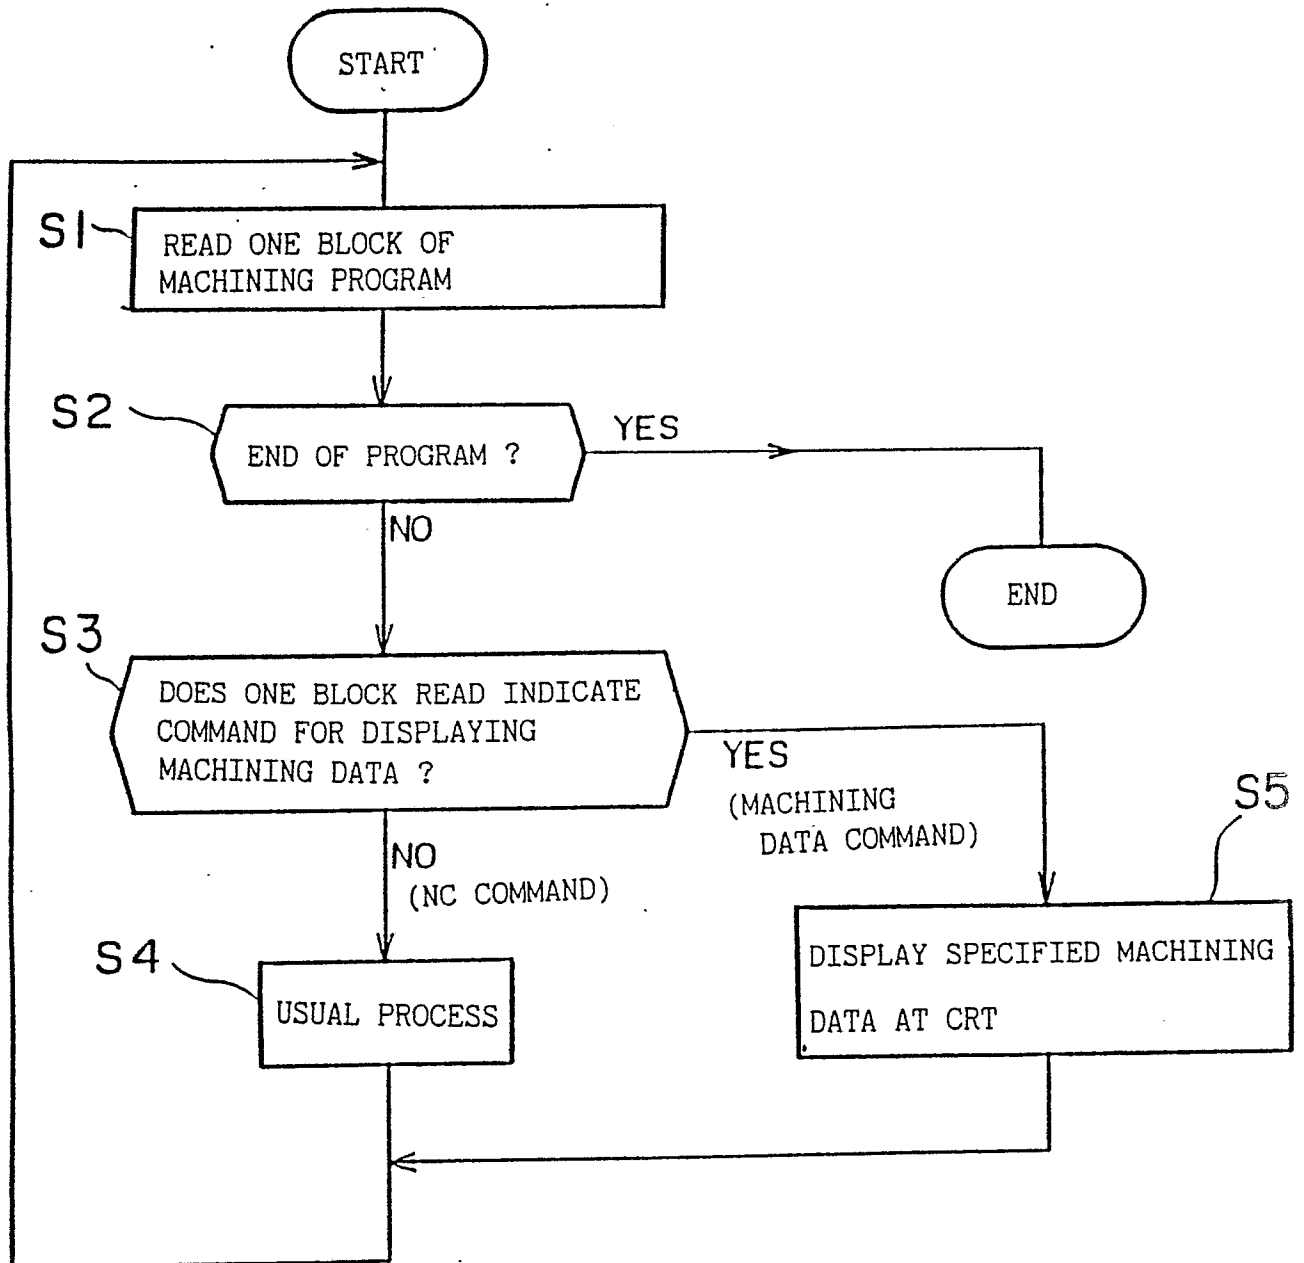 START
S1
READ ONE BLOCK OF
MACHINING PROGRAM
S2
END OF PROGRAM ?
YES
NO
END
S3
DOES ONE BLOCK READ INDICATE
COMMAND FOR DISPLAYING
MACHINING DATA ?
YES
(MACHINING
DATA COMMAND)
NO
(NC COMMAND)
S4
USUAL PROCESS
S5
DISPLAY SPECIFIED MACHINING
DATA AT CRT